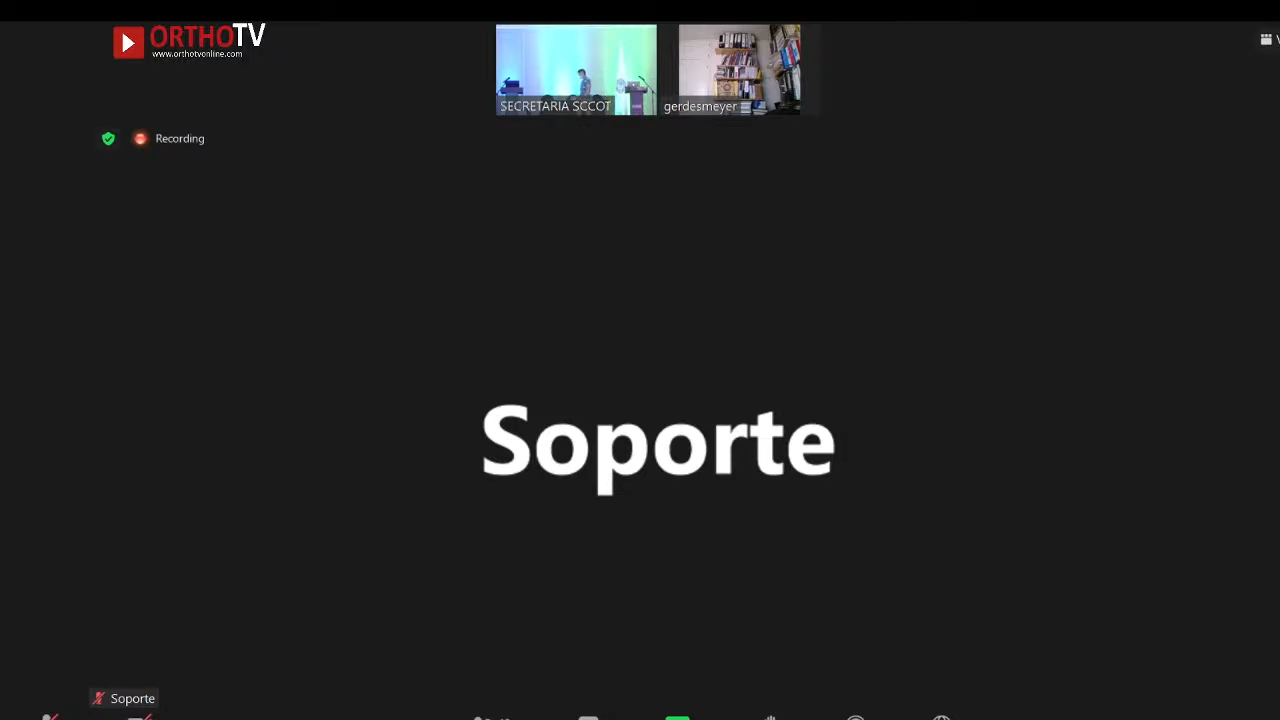 ORTHOTV
www.orthotvonline.com
SECRETARIA SCCOT
gerdesmeyer
Recording
Soporte
Soporte